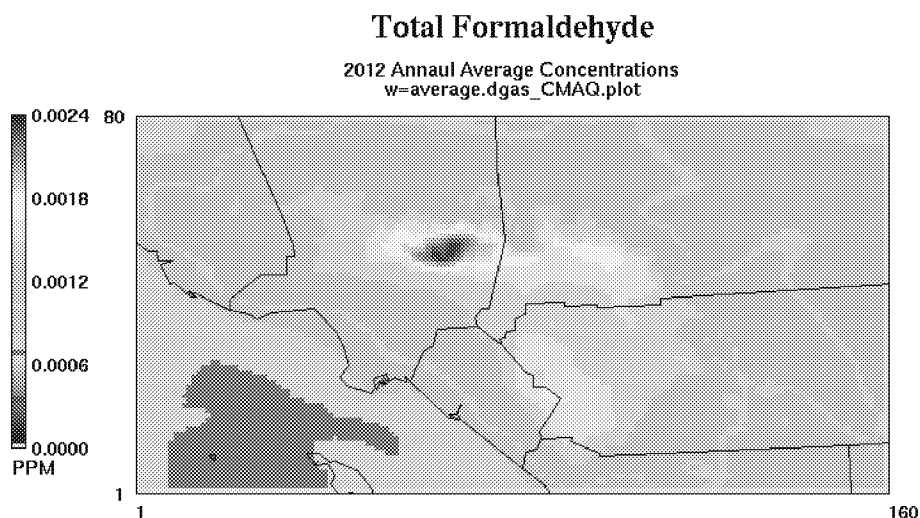 Total Formaldehyde
2012 Annaul Average Concentrations
w=average.dgas_CMAQ.plot
0.0024
0.0018
0.0012
0.0006
0.0000
PPM
80
1
1
160